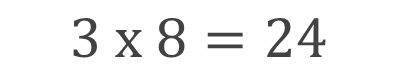 3 x 8 = 24